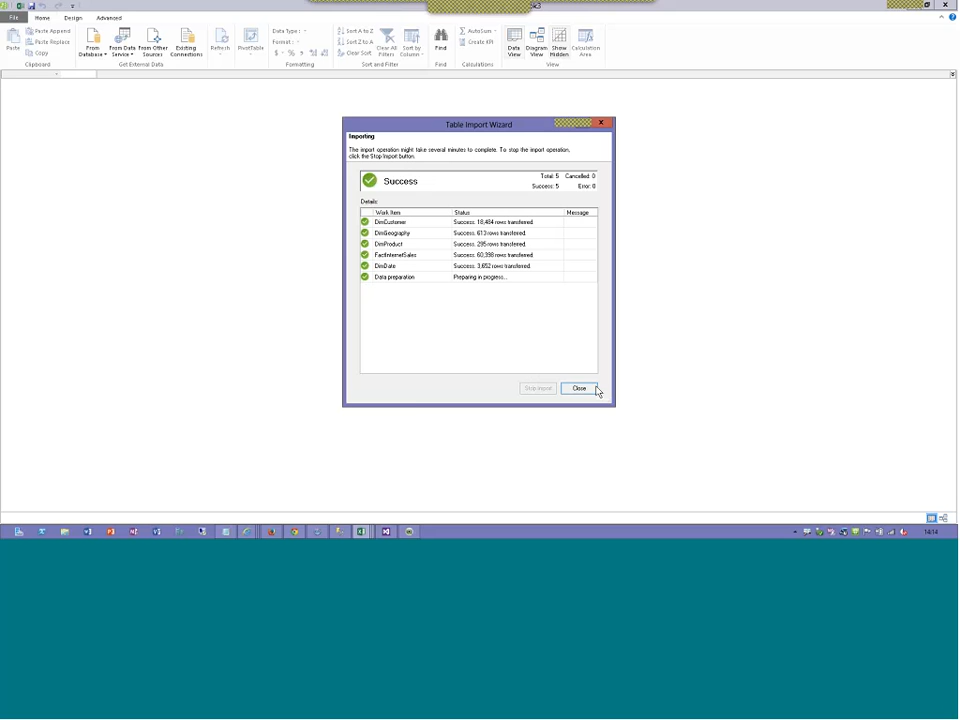 File Home Design Advanced
Paste
Paste Append
Paste Replace
Copy
Clipboard
From Database
From Data Service
From Other Sources
Existing Connections
Get External Data
Refresh
PivotTable
Data Type :
Format :
$ %
Formatting
Sort A to Z
Sort Z to A
Clear Sort
Clear All Filters
Sort by Column
Sort and Filter
Find
Find
AutoSum
Create KPI
Calculations
Data View
Diagram View
Show Hidden
Calculation Area
View
Table Import Wizard
Importing
The import operation might take several minutes to complete. To stop the import operation,
click the Stop Import button.
Success
Total: 5 Cancelled: 0
Success: 5 Error: 0
Details:
Work Item Status Message
DimCustomer Success. 18,484 rows transferred.
DimGeography Success. 613 rows transferred.
DimProduct Success. 295 rows transferred.
FactInternetSales Success. 60,398 rows transferred.
DimDate Success. 3,652 rows transferred.
Data preparation Preparing in progress...
Stop Import Close
14:14